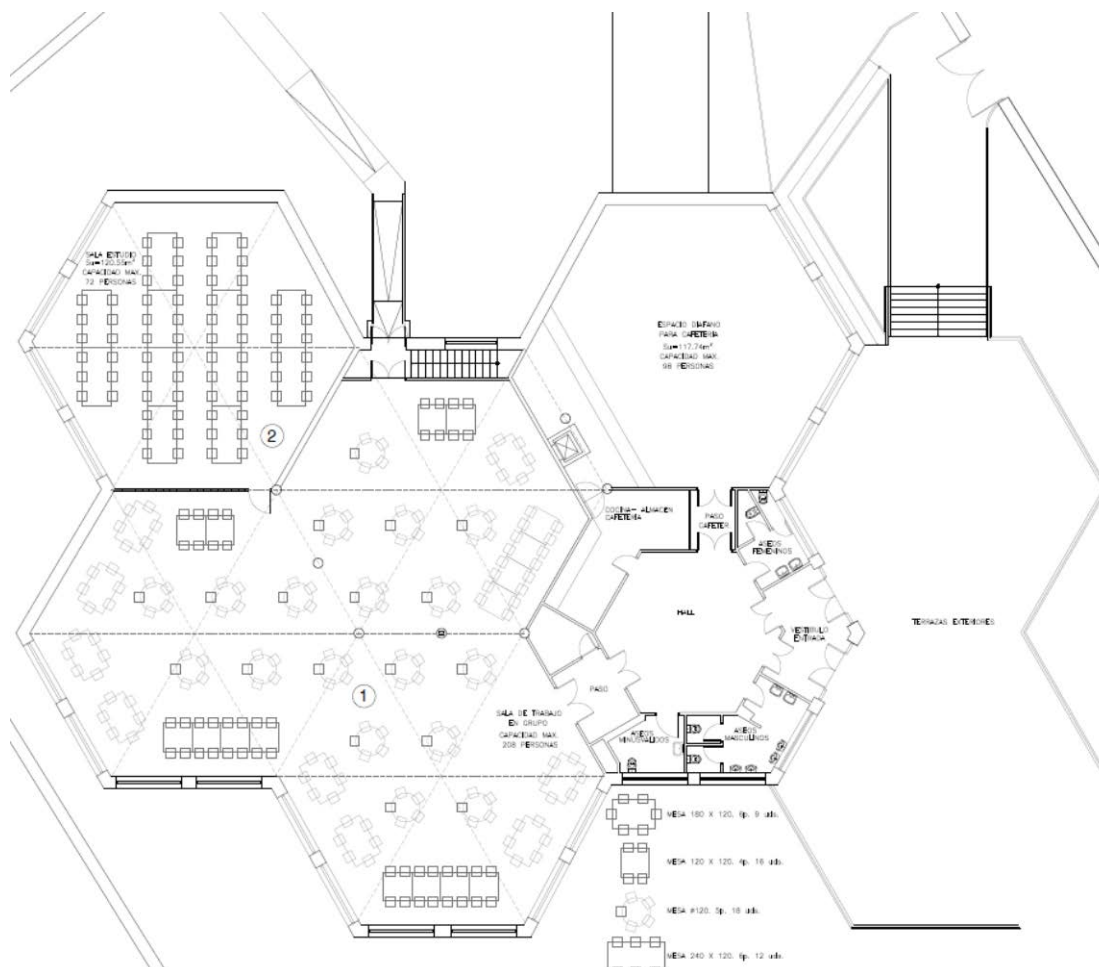 SALA ESTUDIO
Su=120.55m²
CAPACIDAD MAX.
72 PERSONAS
ESPACIO DIAFANO
PARA CAFETERIA
Su=117.74m²
CAPACIDAD MAX.
98 PERSONAS
2
COCINA- ALMACEN
CAFETERIA
PASO
CAFETER.
ASEOS
FEMENINOS
HALL
VESTIBULO
ENTRADA
TERRAZAS EXTERIORES
1
PASO
SALA DE TRABAJO
EN GRUPO
CAPACIDAD MAX.
208 PERSONAS
ASEOS
MINUSVALIDOS
ASEOS
MASCULINOS
MESA 180 X 120. 6p. 9 uds.
MESA 120 X 120. 4p. 18 uds.
MESA #120. 5p. 18 uds.
MESA 240 X 120. 6p. 12 uds.